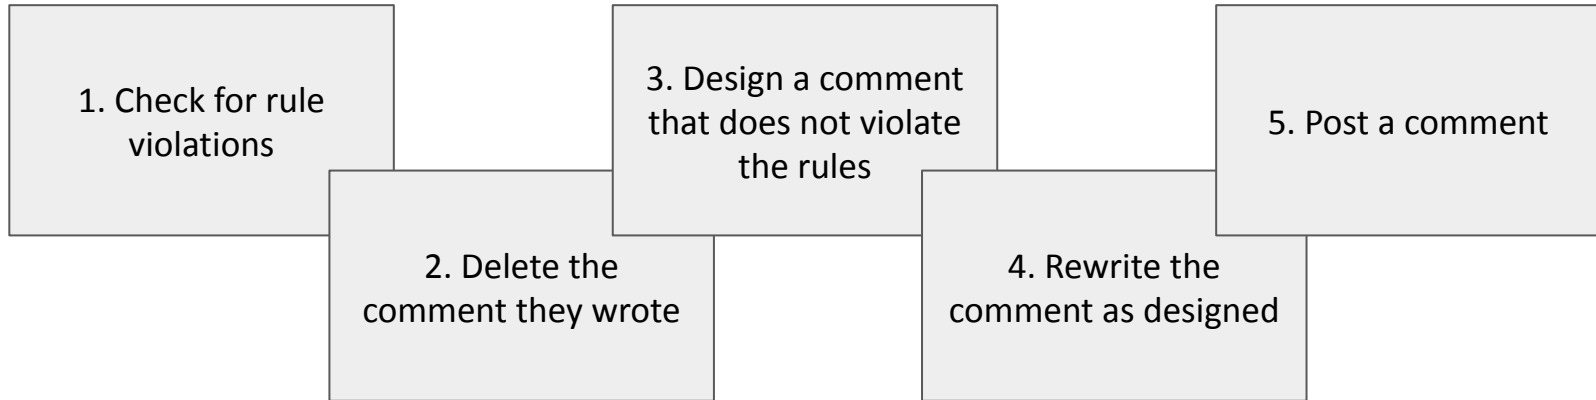 1. Check for rule
violations
2. Delete the
comment they wrote
3. Design a comment
that does not violate
the rules
4. Rewrite the
comment as designed
5. Post a comment